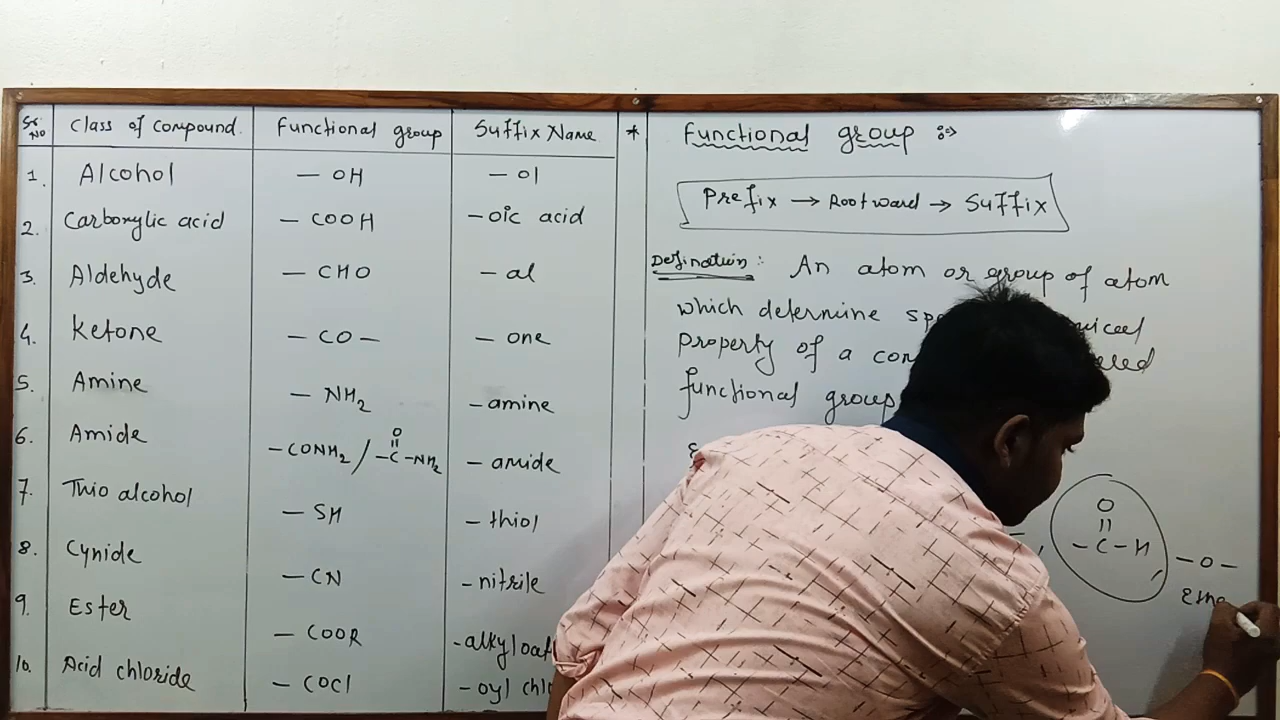 Sr. No | Class of compound. | Functional group | Suffix Name
1. Alcohol — OH — ol
2. Carboxylic acid — COOH — oic acid
3. Aldehyde — CHO — al
4. Ketone — CO — — one
5. Amine — NH2 — amine
6. Amide — CONH2 / O
–C–NH2 — amide
7. Thio alcohol — SH — thiol
8. Cynide — CN — nitrile
9. Ester — COOR
10. Acid chloride — COCl — oyl
* Functional group :⇒
Prefix → Rootward → Suffix
Defination : An atom or group of atom
which determine
property of a
functional group
O
– C – H
— O —